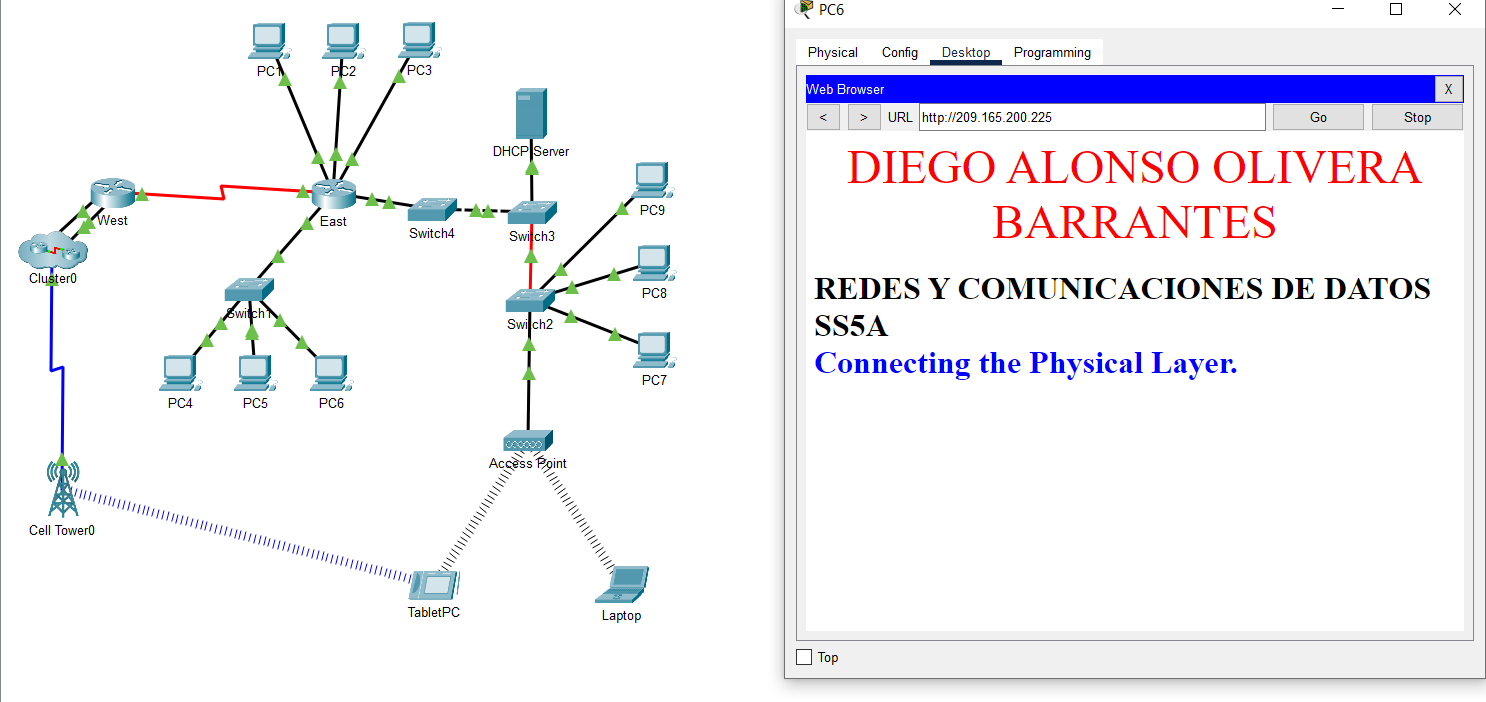 PC1
PC2
PC3
DHCP Server
West
East
Switch4
Switch3
PC9
Cluster0
PC8
Switch1
Switch2
PC7
PC4
PC5
PC6
Access Point
Cell Tower0
TabletPC
Laptop
PC6
Physical Config Desktop Programming
Web Browser X
< > URL http://209.165.200.225 Go Stop
DIEGO ALONSO OLIVERA
BARRANTES
REDES Y COMUNICACIONES DE DATOS
SS5A
Connecting the Physical Layer.
Top